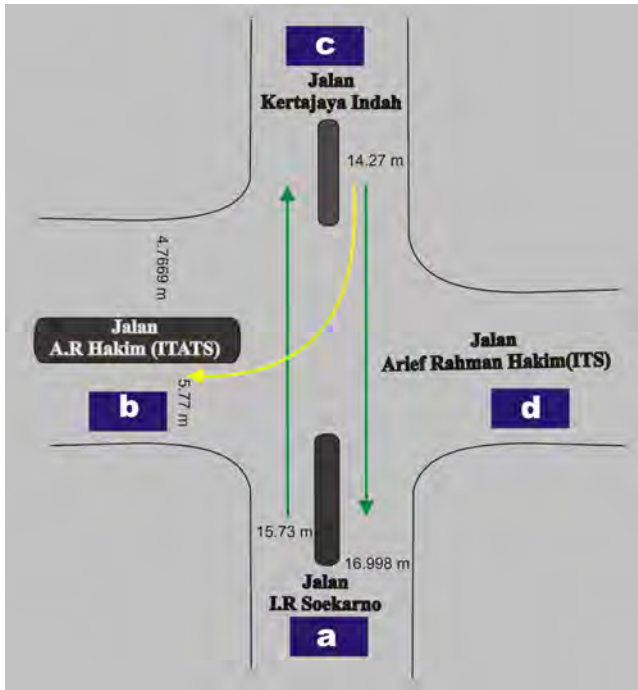 c
Jalan
Kertajaya Indah
14.27 m
4.7669 m
Jalan
A.R Hakim (ITATS)
Jalan
Arief Rahman Hakim(ITS)
5.77 m
b
d
15.73 m
16.998 m
Jalan
I.R Soekarno
a